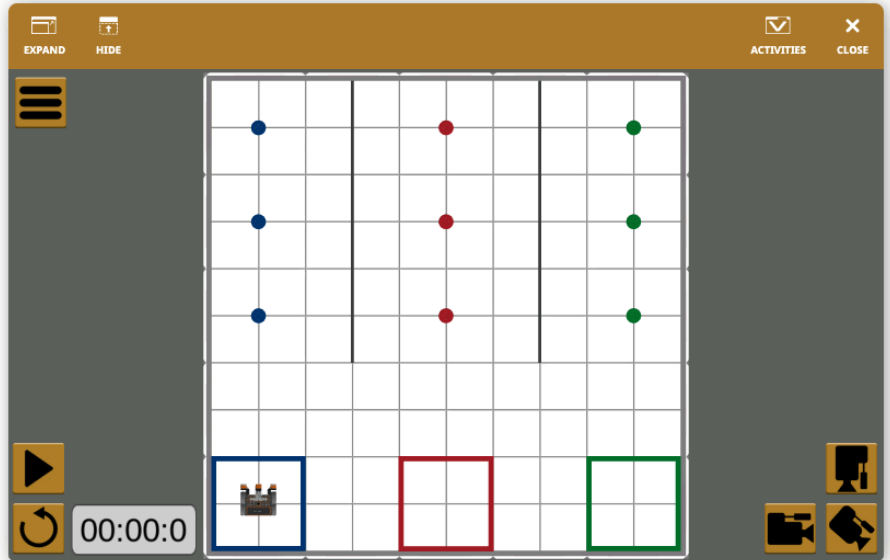 EXPAND
HIDE
ACTIVITIES
CLOSE
00:00:0